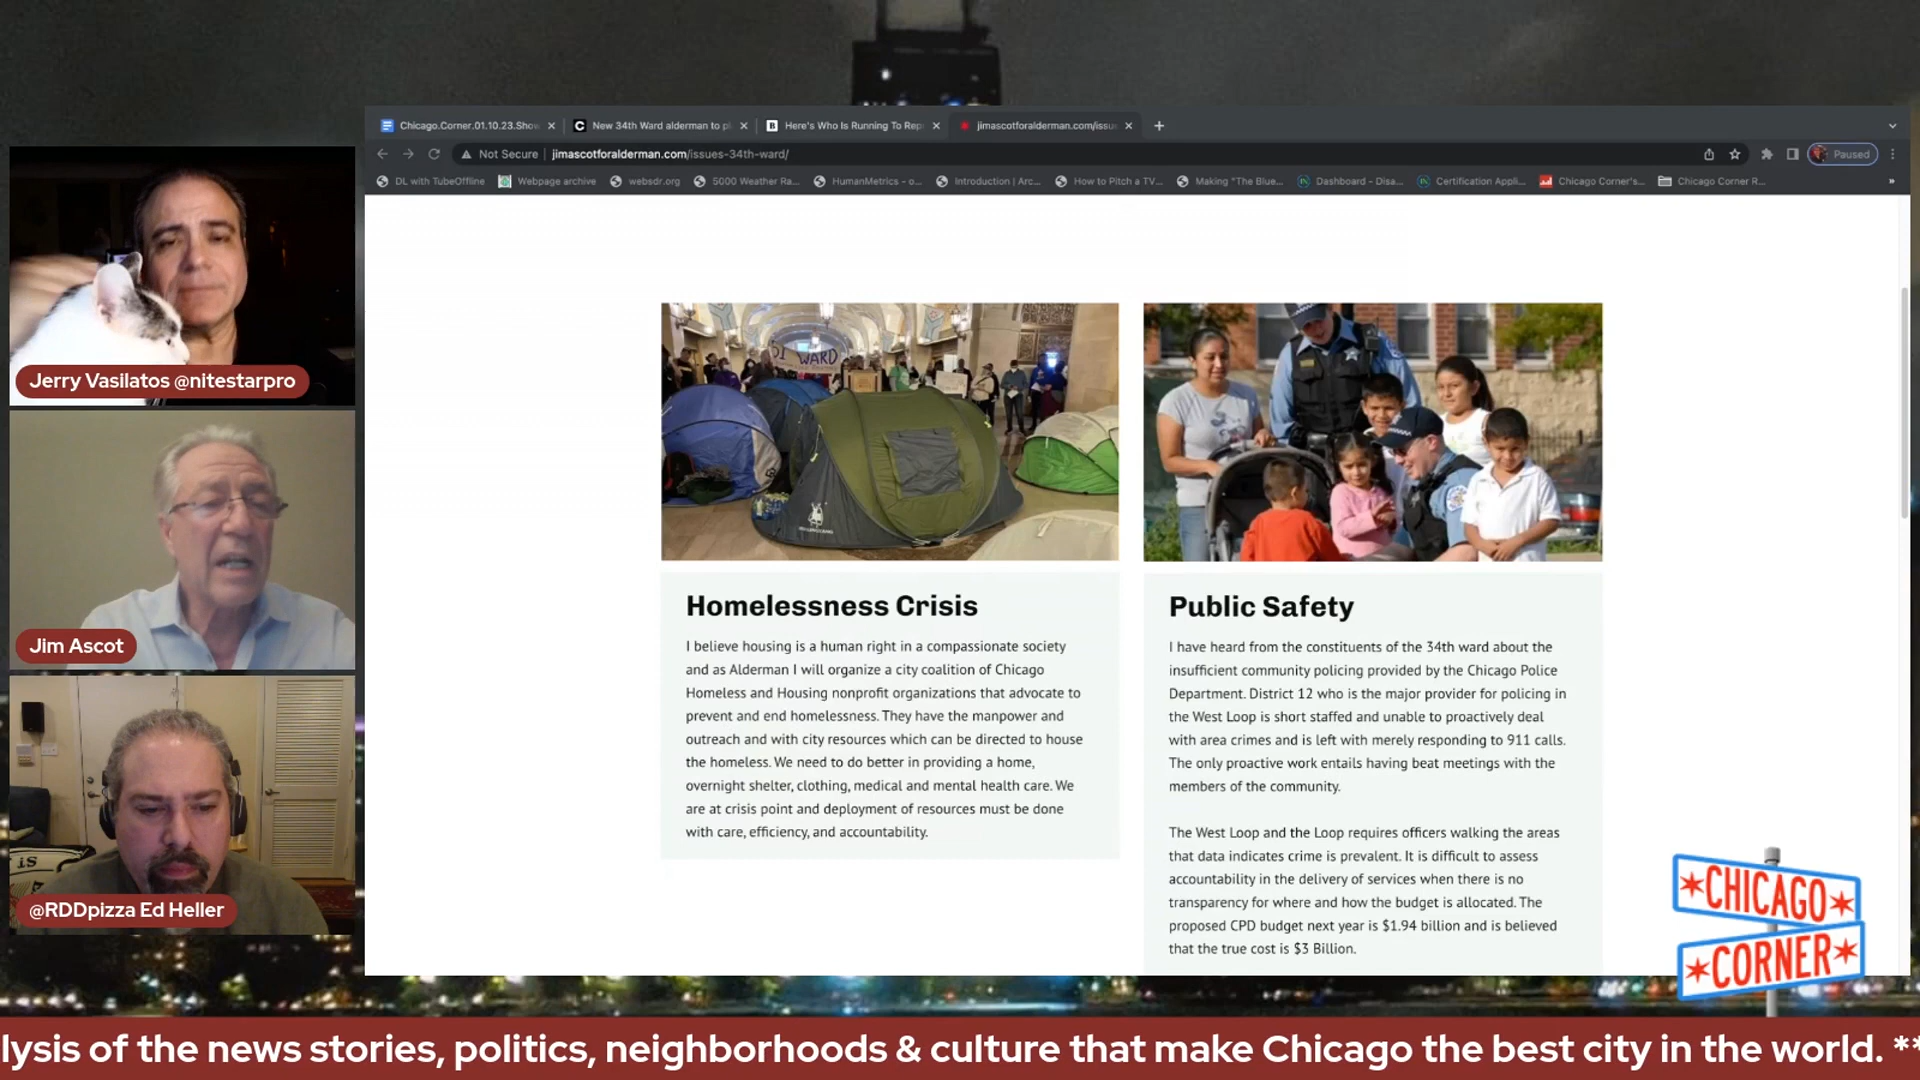 Chicago.Corner.01.10.23.Show
New 34th Ward alderman to pl
Here's Who Is Running To Rep
jimascotforalderman.com/issue
Not Secure
jimascotforalderman.com/issues-34th-ward/
Paused
DL with TubeOffline
Webpage archive
websdr.org
5000 Weather Ra...
HumanMetrics - o...
Introduction | Arc...
How to Pitch a TV...
Making "The Blue...
Dashboard - Disa...
Certification Appli...
Chicago Corner's...
Chicago Corner R...
Jerry Vasilatos @nitestarpro
Jim Ascot
IS
@RDDpizza Ed Heller
51 WARD
Homelessness Crisis
I believe housing is a human right in a compassionate society
and as Alderman I will organize a city coalition of Chicago
Homeless and Housing nonprofit organizations that advocate to
prevent and end homelessness. They have the manpower and
outreach and with city resources which can be directed to house
the homeless. We need to do better in providing a home,
overnight shelter, clothing, medical and mental health care. We
are at crisis point and deployment of resources must be done
with care, efficiency, and accountability.
Public Safety
I have heard from the constituents of the 34th ward about the
insufficient community policing provided by the Chicago Police
Department. District 12 who is the major provider for policing in
the West Loop is short staffed and unable to proactively deal
with area crimes and is left with merely responding to 911 calls.
The only proactive work entails having beat meetings with the
members of the community.
The West Loop and the Loop requires officers walking the areas
that data indicates crime is prevalent. It is difficult to assess
accountability in the delivery of services when there is no
transparency for where and how the budget is allocated. The
proposed CPD budget next year is $1.94 billion and is believed
that the true cost is $3 Billion.
CHICAGO
CORNER
lysis of the news stories, politics, neighborhoods & culture that make Chicago the best city in the world. **